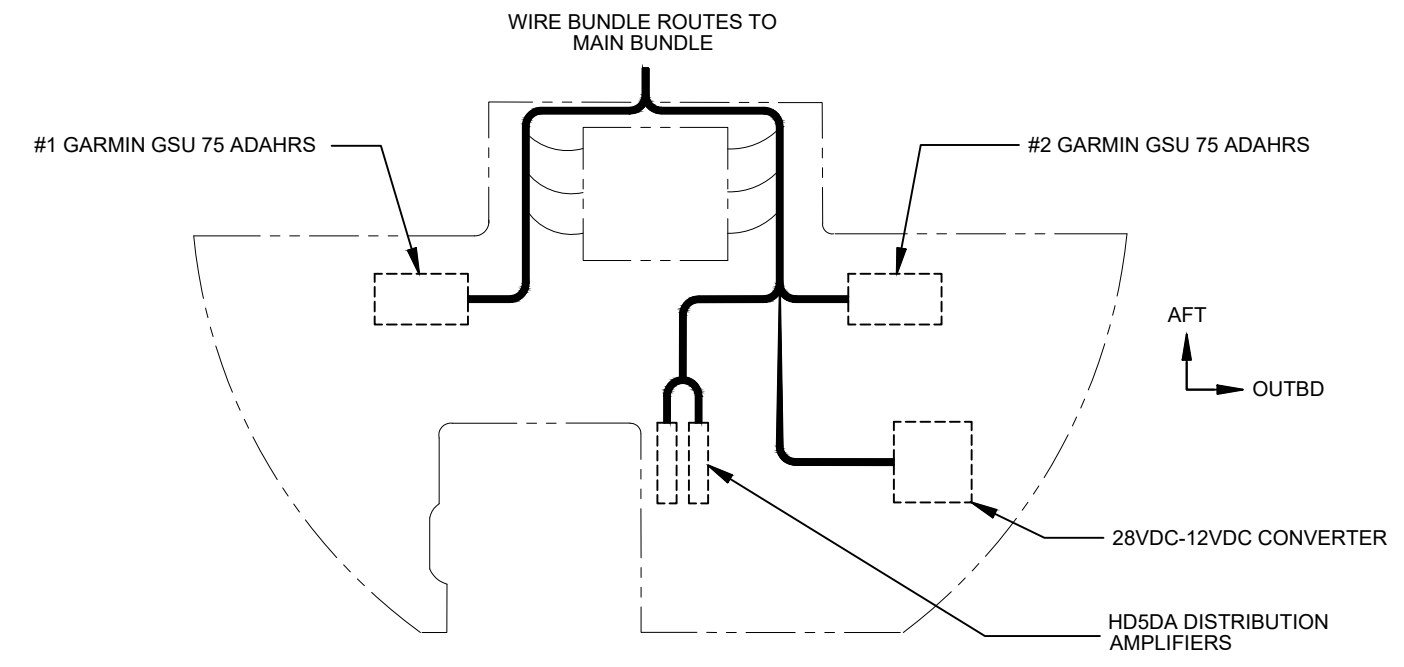 WIRE BUNDLE ROUTES TO
MAIN BUNDLE
#1 GARMIN GSU 75 ADAHRS
#2 GARMIN GSU 75 ADAHRS
AFT
OUTBD
28VDC-12VDC CONVERTER
HD5DA DISTRIBUTION
AMPLIFIERS